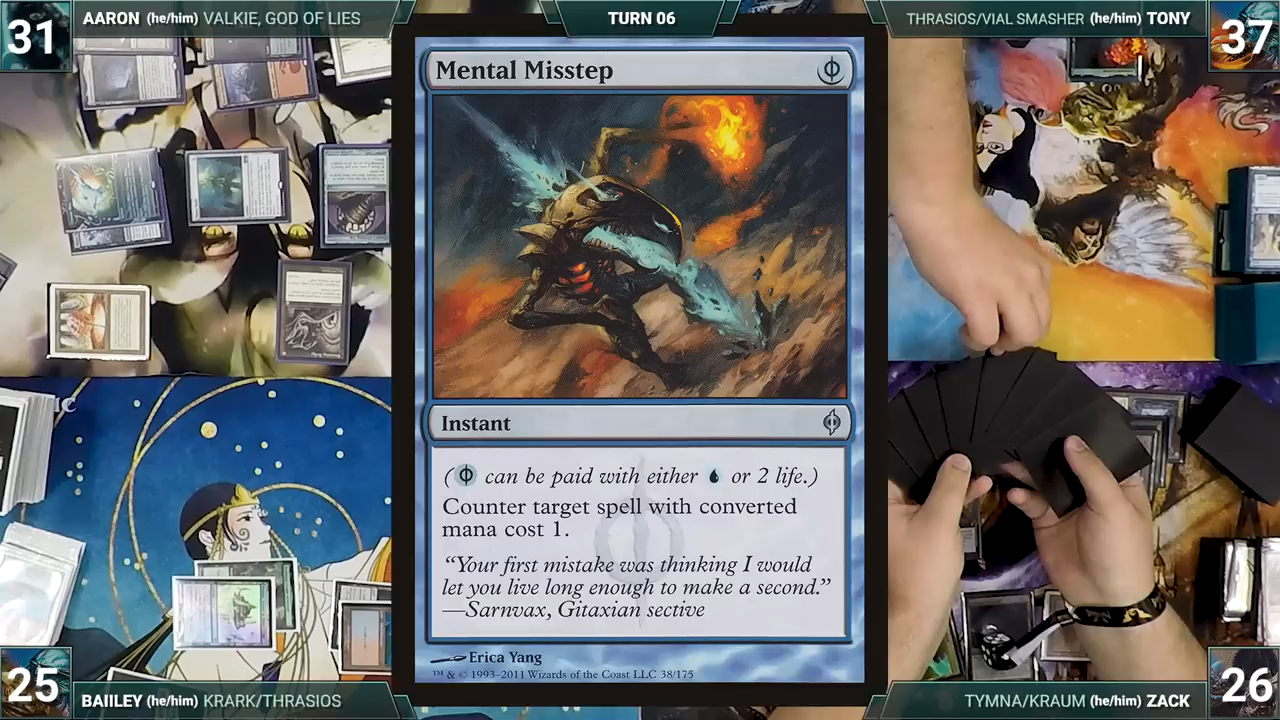 31
AARON (he/him) VALKIE, GOD OF LIES
TURN 06
THRASIOS/VIAL SMASHER (he/him) TONY
37
Mental Misstep
Instant
( can be paid with either or 2 life.)
Counter target spell with converted
mana cost 1.
“Your first mistake was thinking I would
let you live long enough to make a second.”
—Sarnvax, Gitaxian sective
Erica Yang
™ & © 1993–2011 Wizards of the Coast LLC 38/175
25
BAIILEY (he/him) KRARK/THRASIOS
TYMNA/KRAUM (he/him) ZACK
26